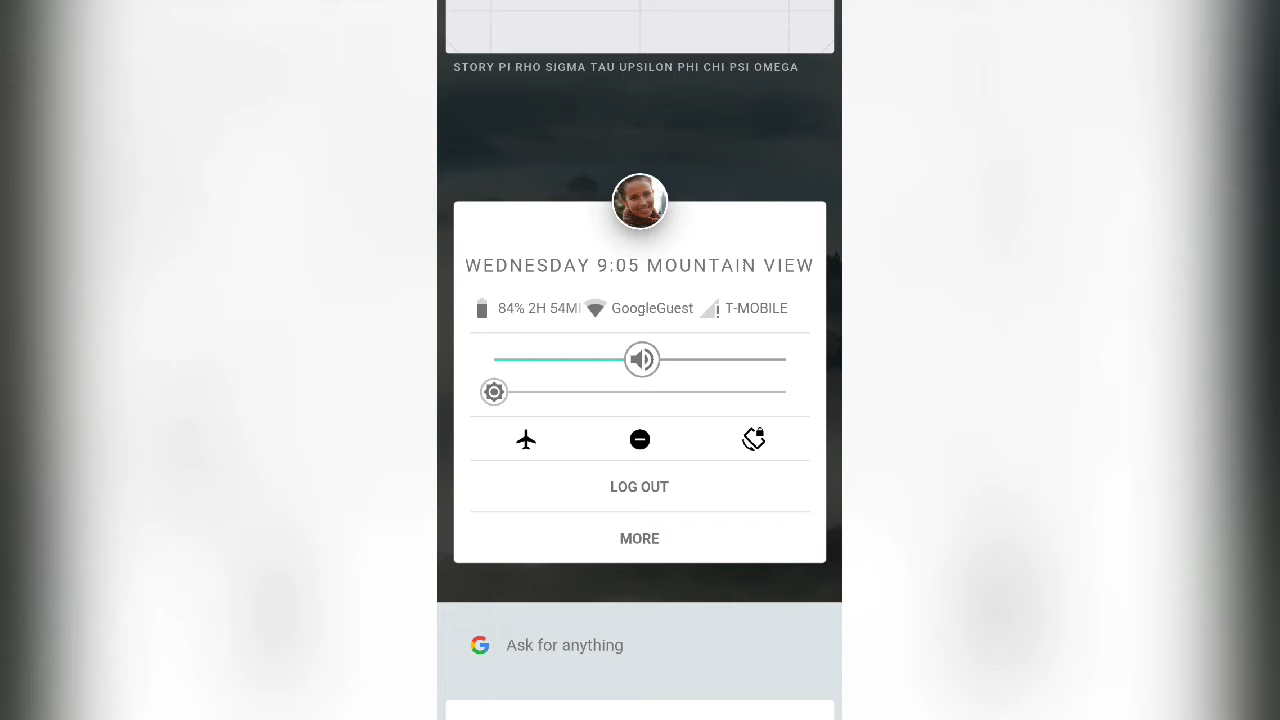 STORY PI RHO SIGMA TAU UPSILON PHI CHI PSI OMEGA
WEDNESDAY 9:05 MOUNTAIN VIEW
84% 2H 54M GoogleGuest T-MOBILE
LOG OUT
MORE
Ask for anything